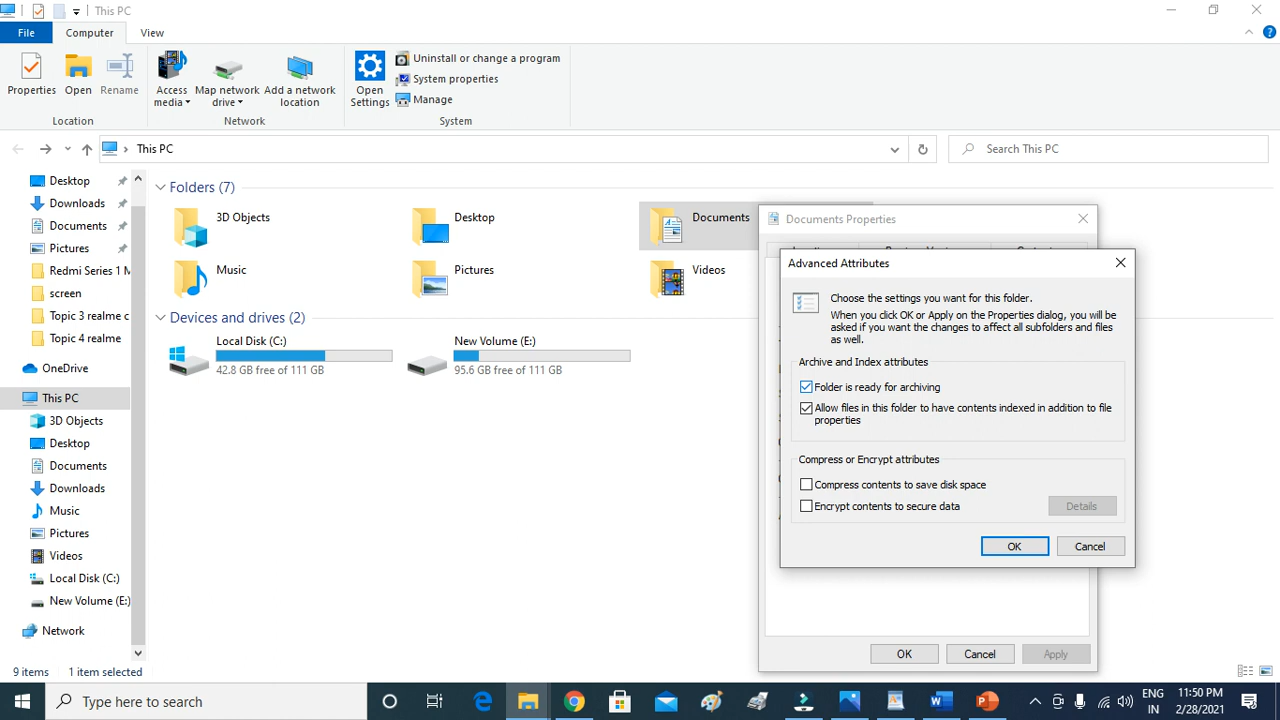 This PC
File
Computer
View
Properties
Open
Rename
Access
media
Map network
drive
Add a network
location
Open
Settings
Uninstall or change a program
System properties
Manage
Location
Network
System
This PC
Search This PC
Desktop
Downloads
Documents
Pictures
Redmi Series 1 M
screen
Topic 3 realme c
Topic 4 realme
OneDrive
This PC
3D Objects
Desktop
Documents
Downloads
Music
Pictures
Videos
Local Disk (C:)
New Volume (E:)
Network
Folders (7)
3D Objects
Desktop
Documents
Music
Pictures
Videos
Devices and drives (2)
Local Disk (C:)
42.8 GB free of 111 GB
New Volume (E:)
95.6 GB free of 111 GB
Documents Properties
Advanced Attributes
Choose the settings you want for this folder.
When you click OK or Apply on the Properties dialog, you will be
asked if you want the changes to affect all subfolders and files
as well.
Archive and Index attributes
Folder is ready for archiving
Allow files in this folder to have contents indexed in addition to file
properties
Compress or Encrypt attributes
Compress contents to save disk space
Encrypt contents to secure data
Details
OK
Cancel
OK
Cancel
Apply
9 items
1 item selected
Type here to search
ENG
IN
11:50 PM
2/28/2021